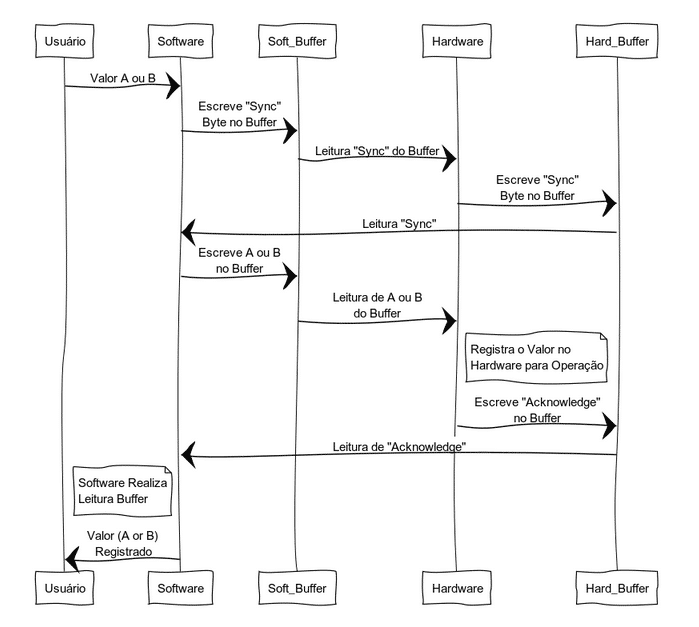 Usuário
Software
Soft_Buffer
Hardware
Hard_Buffer
Valor A ou B
Escreve "Sync"
Byte no Buffer
Leitura "Sync" do Buffer
Escreve "Sync"
Byte no Buffer
Leitura "Sync"
Escreve A ou B
no Buffer
Leitura de A ou B
do Buffer
Registra o Valor no
Hardware para Operação
Escreve "Acknowledge"
no Buffer
Leitura de "Acknowledge"
Software Realiza
Leitura Buffer
Valor (A or B)
Registrado
Usuário
Software
Soft_Buffer
Hardware
Hard_Buffer